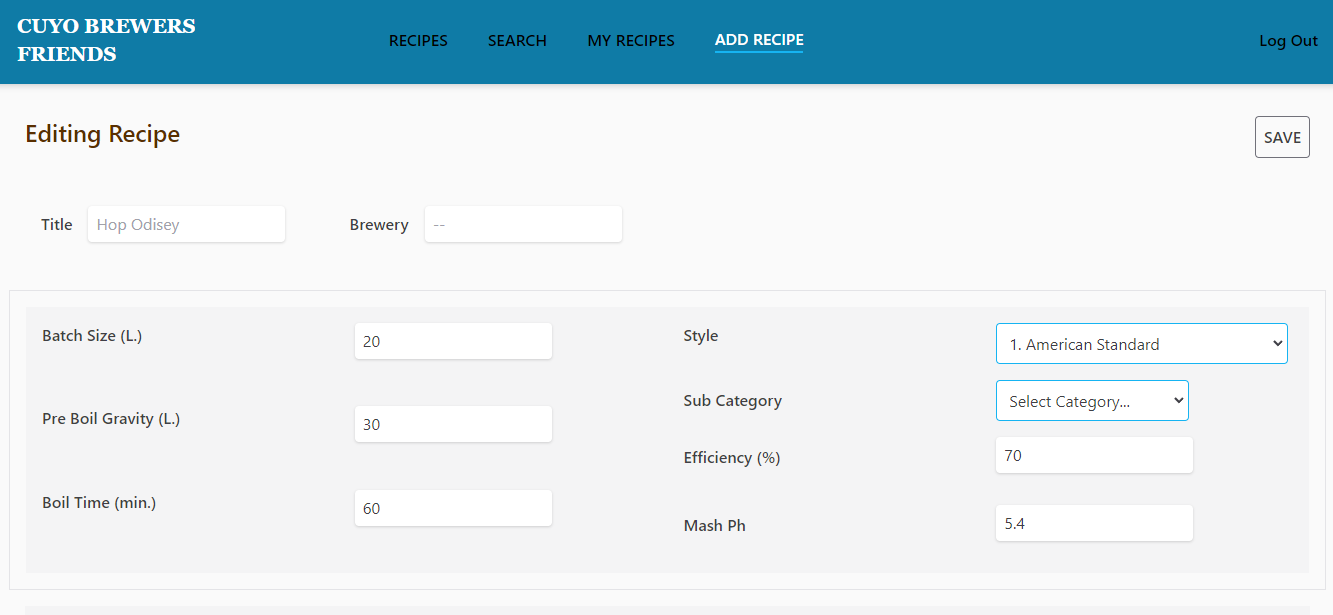 CUYO BREWERS
FRIENDS
RECIPES SEARCH MY RECIPES ADD RECIPE Log Out
Editing Recipe SAVE
Title Hop Odisey Brewery --
Batch Size (L.) 20 Style 1. American Standard
Sub Category Select Category...
Pre Boil Gravity (L.) 30
Efficiency (%) 70
Boil Time (min.) 60
Mash Ph 5.4